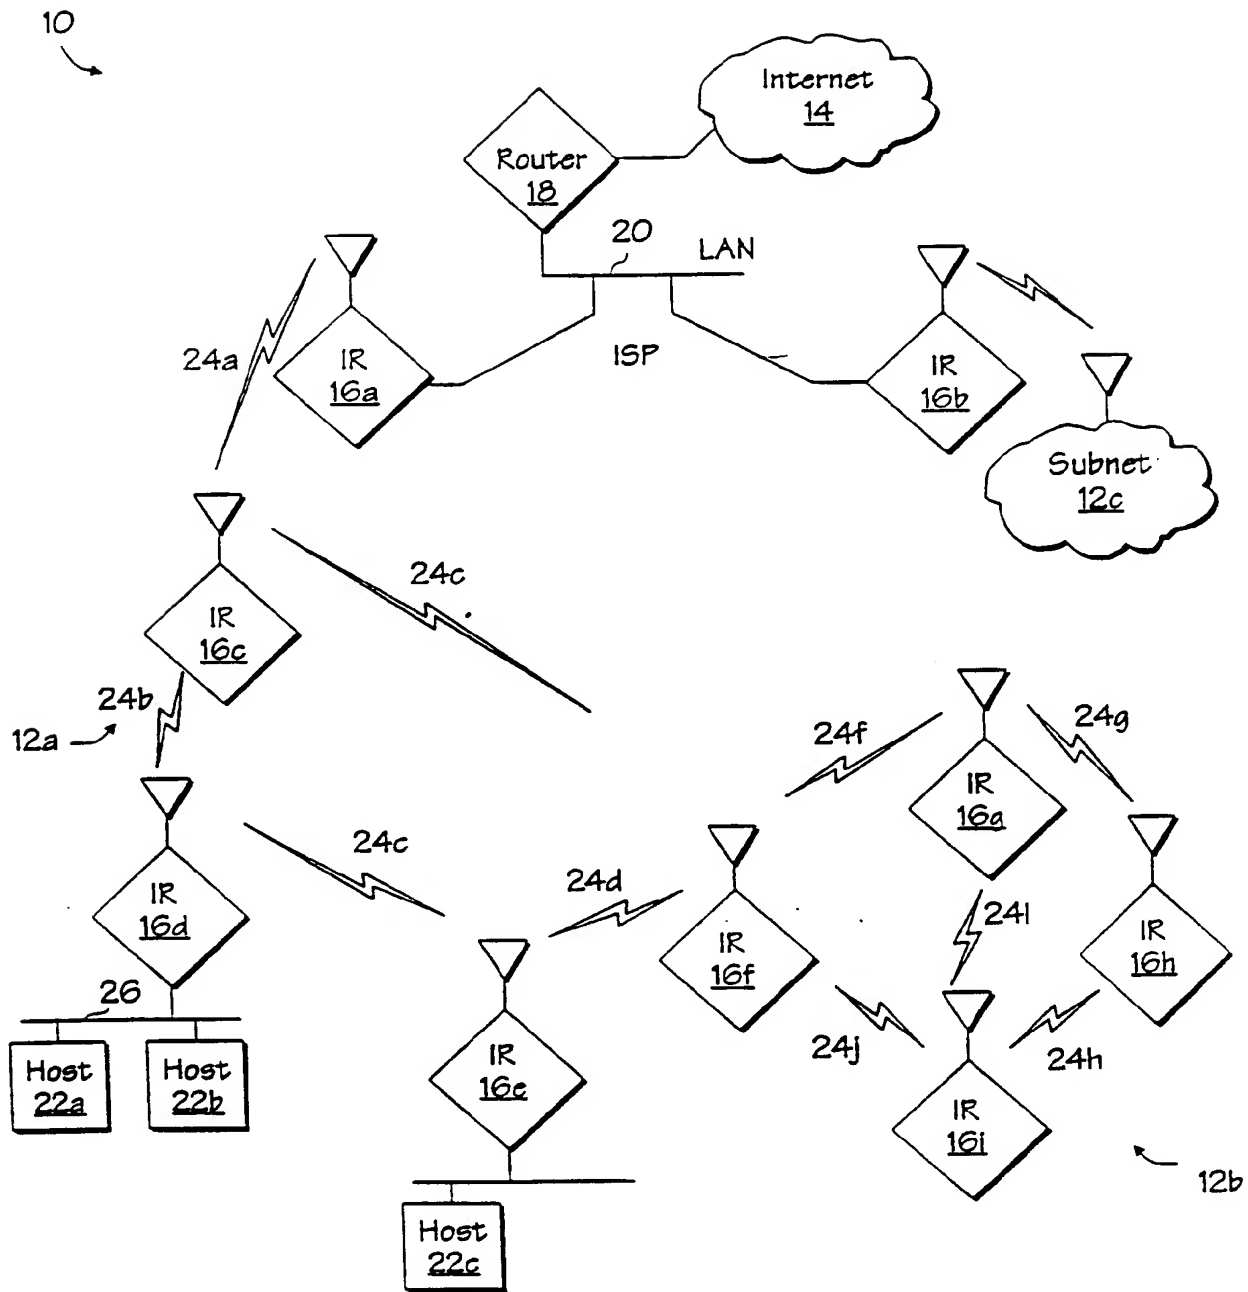 10
Internet
14
Router
18
20
LAN
24a
IR
16a
ISP
IR
16b
Subnet
12c
24c
IR
16c
24b
12a
24f
24g
IR
16g
24c
24d
IR
16d
24i
IR
16f
IR
16h
26
24j
24h
Host
22a
Host
22b
IR
16e
IR
16i
12b
Host
22c